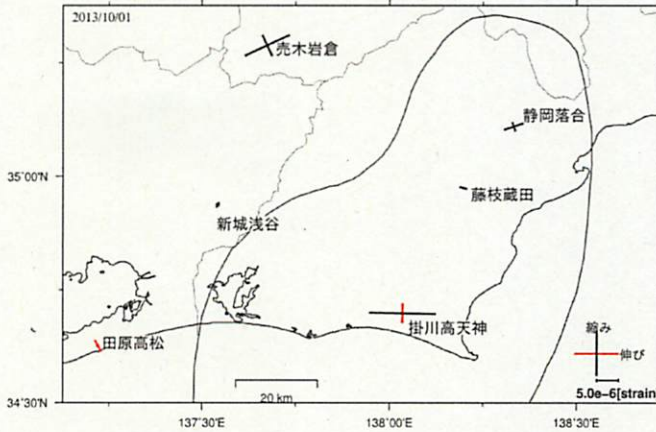 2013/10/01
売木岩倉
静岡落合
35°00'N
藤枝蔵田
新城浅谷
掛川高天神
田原高松
縮み
伸び
5.0e-6[strain
20 km
34°30'N
137°30'E
138°00'E
138°30'E